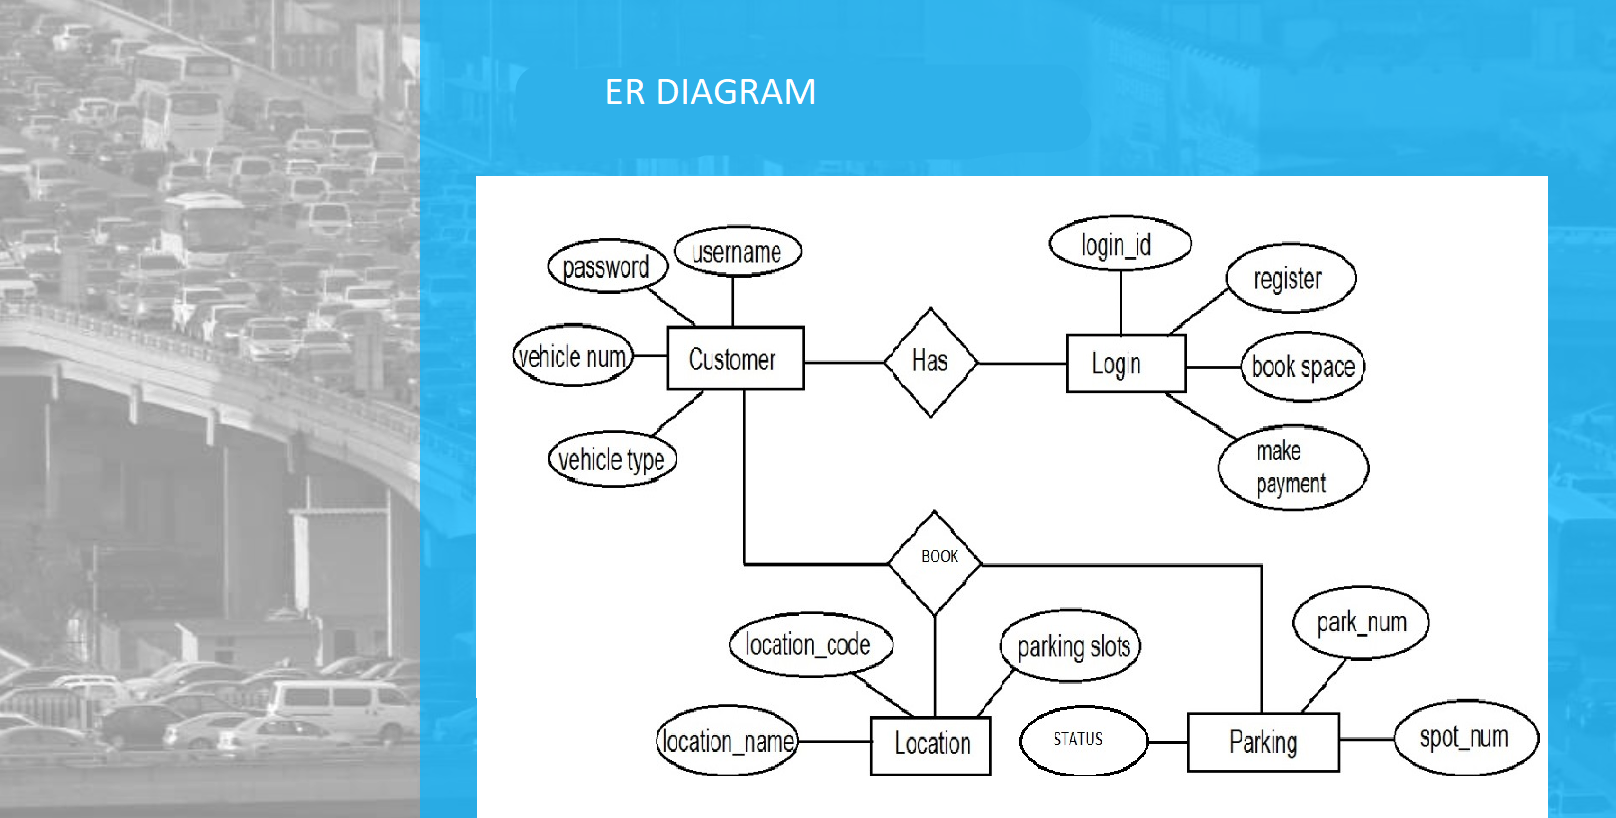 ER DIAGRAM
password
username
login_id
register
vehicle num
Customer
Has
Login
book space
vehicle type
make
payment
BOOK
location_code
parking slots
park_num
location_name
Location
STATUS
Parking
spot_num